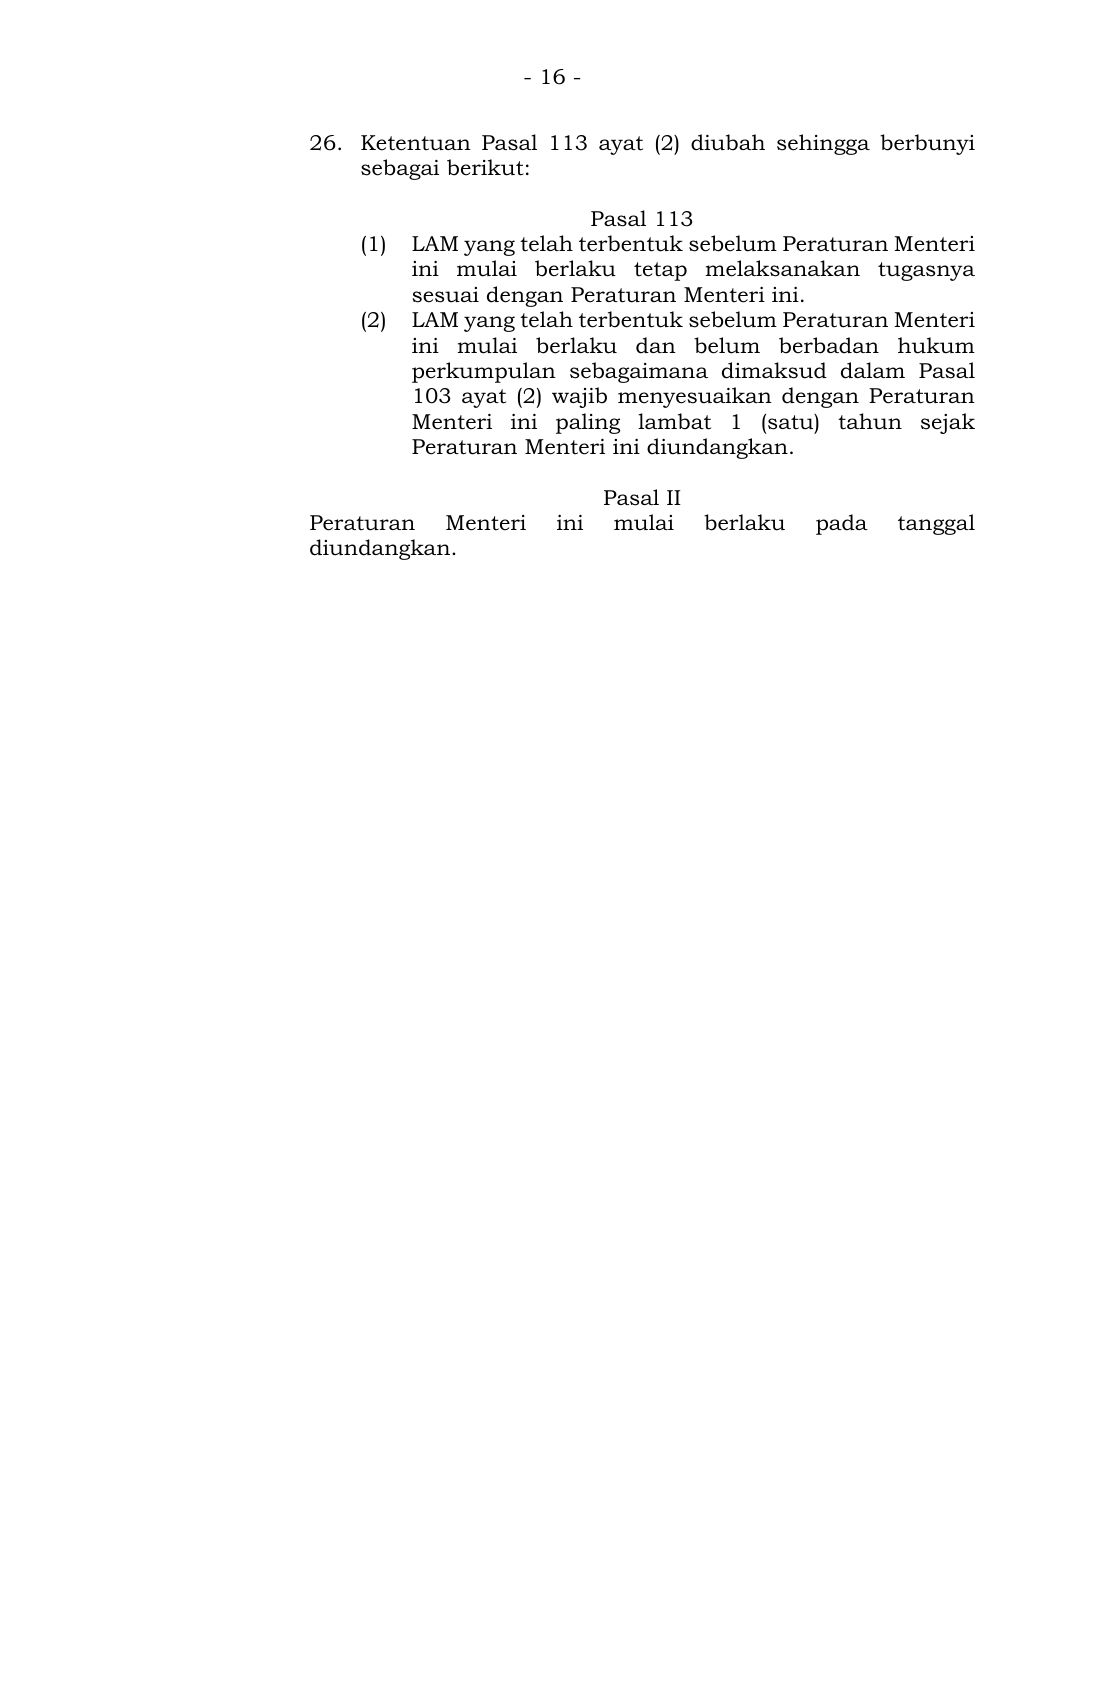 - 16 -
26. Ketentuan Pasal 113 ayat (2) diubah sehingga berbunyi
sebagai berikut:
Pasal 113
(1) LAM yang telah terbentuk sebelum Peraturan Menteri
ini mulai berlaku tetap melaksanakan tugasnya
sesuai dengan Peraturan Menteri ini.
(2) LAM yang telah terbentuk sebelum Peraturan Menteri
ini mulai berlaku dan belum berbadan hukum
perkumpulan sebagaimana dimaksud dalam Pasal
103 ayat (2) wajib menyesuaikan dengan Peraturan
Menteri ini paling lambat 1 (satu) tahun sejak
Peraturan Menteri ini diundangkan.
Pasal II
Peraturan Menteri ini mulai berlaku pada tanggal
diundangkan.